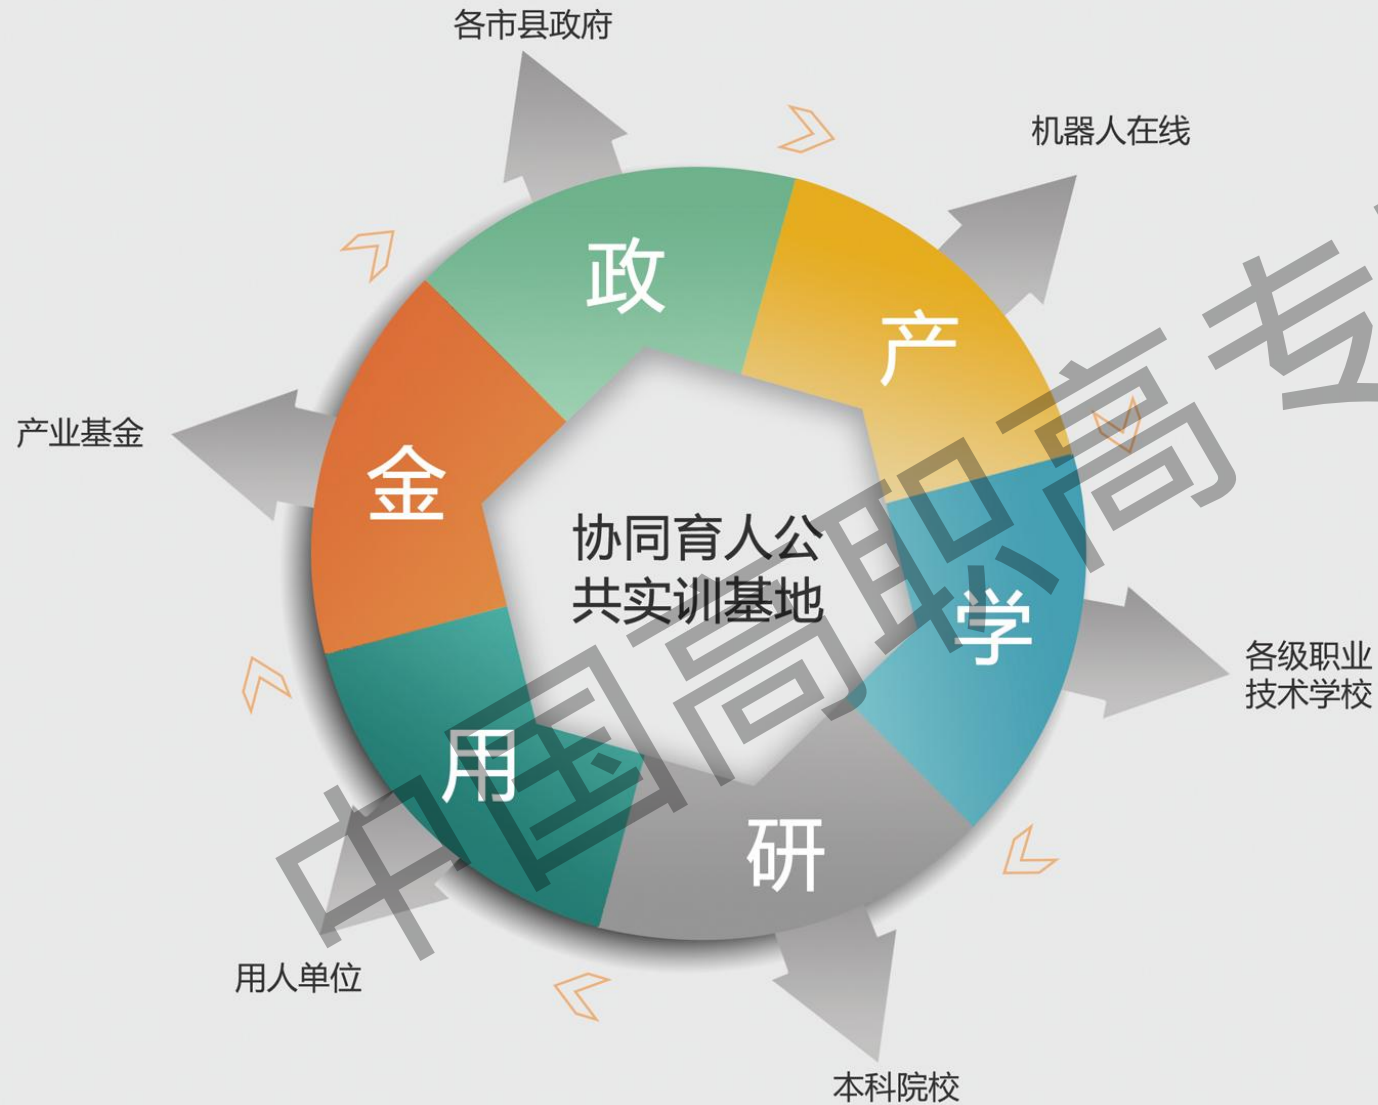 各市县政府
机器人在线
政
产
产业基金
金
协同育人公
共实训基地
学
各级职业
技术学校
用
研
用人单位
本科院校
中国高职高专